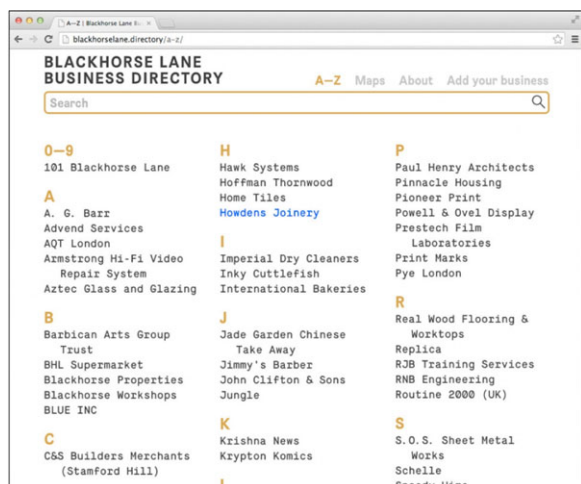 A–Z | Blackhorse Lane
blackhorselane.directory/a-z/
BLACKHORSE LANE
BUSINESS DIRECTORY
A–Z Maps About Add your business
Search
0–9
101 Blackhorse Lane
A
A. G. Barr
Advend Services
AQT London
Armstrong Hi-Fi Video
Repair System
Aztec Glass and Glazing
B
Barbican Arts Group
Trust
BHL Supermarket
Blackhorse Properties
Blackhorse Workshops
BLUE INC
C
C&S Builders Merchants
(Stamford Hill)
H
Hawk Systems
Hoffman Thornwood
Home Tiles
Howdens Joinery
I
Imperial Dry Cleaners
Inky Cuttlefish
International Bakeries
J
Jade Garden Chinese
Take Away
Jimmy's Barber
John Clifton & Sons
Jungle
K
Krishna News
Krypton Komics
P
Paul Henry Architects
Pinnacle Housing
Pioneer Print
Powell & Ovel Display
Prestech Film
Laboratories
Print Marks
Pye London
R
Real Wood Flooring &
Worktops
Replica
RJB Training Services
RNB Engineering
Routine 2000 (UK)
S
S.O.S. Sheet Metal
Works
Schelle